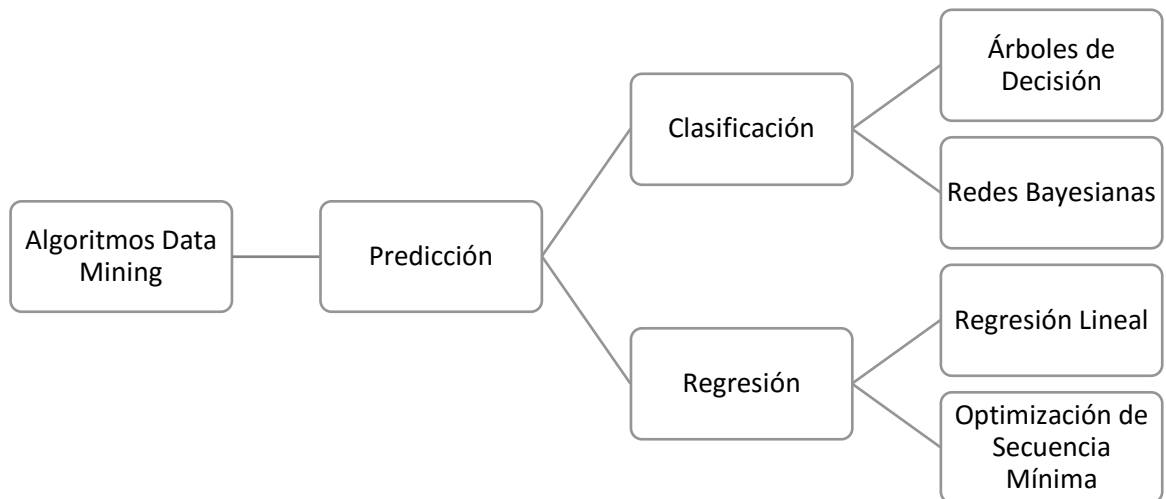 Algoritmos Data
Mining
Predicción
Clasificación
Árboles de
Decisión
Redes Bayesianas
Regresión
Regresión Lineal
Optimización de
Secuencia
Mínima